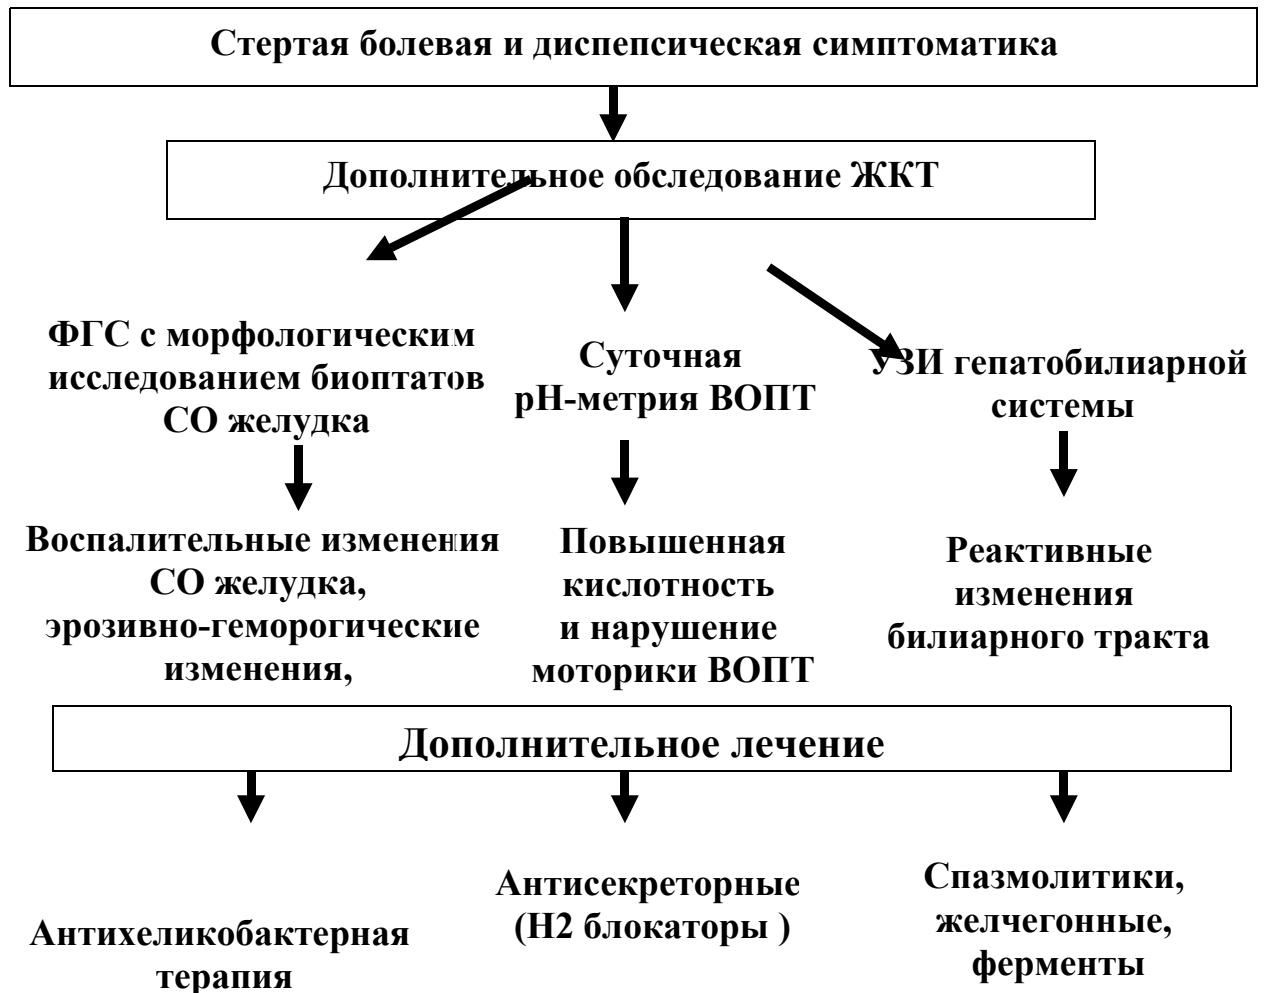 Стертая болевая и диспепсическая симптоматика
Дополнительное обследование ЖКТ
ФГС с морфологическим
исследованием биоптатов
СО желудка
Суточная
рН-метрия ВОПТ
УЗИ гепатобилиарной
системы
Воспалительные изменения
СО желудка,
эрозивно-геморогические
изменения,
Повышенная
кислотность
и нарушение
моторики ВОПТ
Реактивные
изменения
билиарного тракта
Дополнительное лечение
Антихеликобактерная
терапия
Антисекреторные
(Н2 блокаторы )
Спазмолитики,
желчегонные,
ферменты